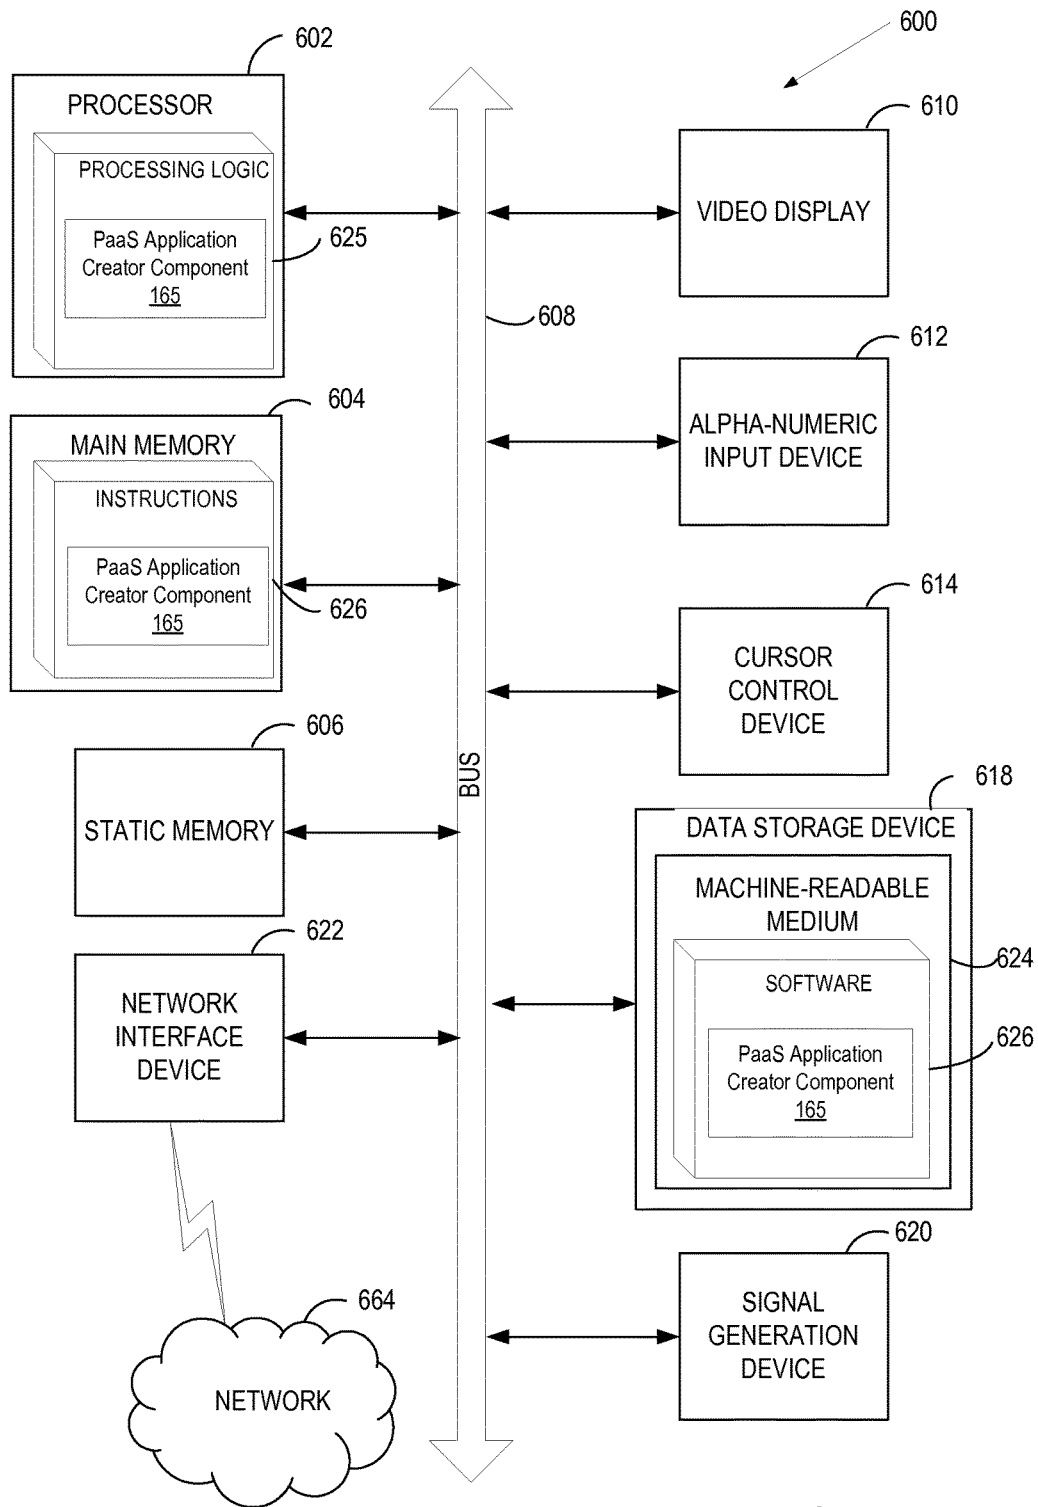 600
602
PROCESSOR
PROCESSING LOGIC
PaaS Application
Creator Component
165
625
604
MAIN MEMORY
INSTRUCTIONS
PaaS Application
Creator Component
165
626
606
STATIC MEMORY
622
NETWORK
INTERFACE
DEVICE
664
NETWORK
BUS
608
610
VIDEO DISPLAY
612
ALPHA-NUMERIC
INPUT DEVICE
614
CURSOR
CONTROL
DEVICE
618
DATA STORAGE DEVICE
MACHINE-READABLE
MEDIUM
624
SOFTWARE
PaaS Application
Creator Component
165
626
620
SIGNAL
GENERATION
DEVICE